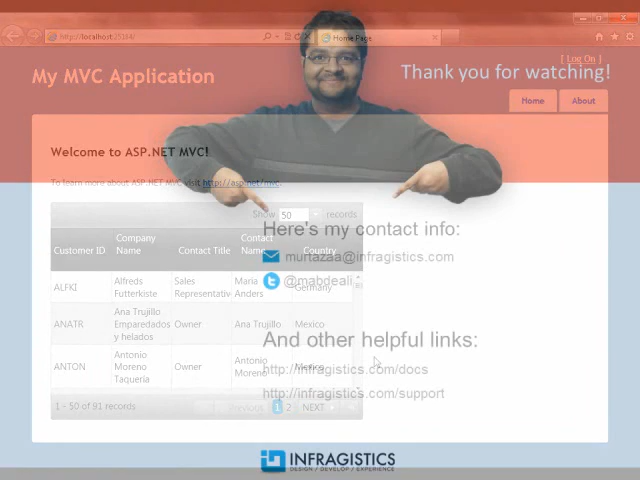 http://localhost:25184/
Home Page
[ Log On ]
My MVC Application
Thank you for watching!
Home
About
Welcome to ASP.NET MVC!
To learn more about ASP.NET MVC visit http://asp.net/mvc.
Show 50 records
Here's my contact info:
Customer ID
Company Name
Contact Title
Contact Name
Country
murtazaa@infragistics.com
@mabdeali
ALFKI
Alfreds Futterkiste
Sales Representative
Maria Anders
Germany
ANATR
Ana Trujillo Emparedados y helados
Owner
Ana Trujillo
Mexico
And other helpful links:
ANTON
Antonio Moreno Taquería
Owner
Antonio Moreno
Mexico
http://infragistics.com/docs
http://infragistics.com/support
1 - 50 of 91 records
Previous
1 2
NEXT
INFRAGISTICS
DESIGN / DEVELOP / EXPERIENCE